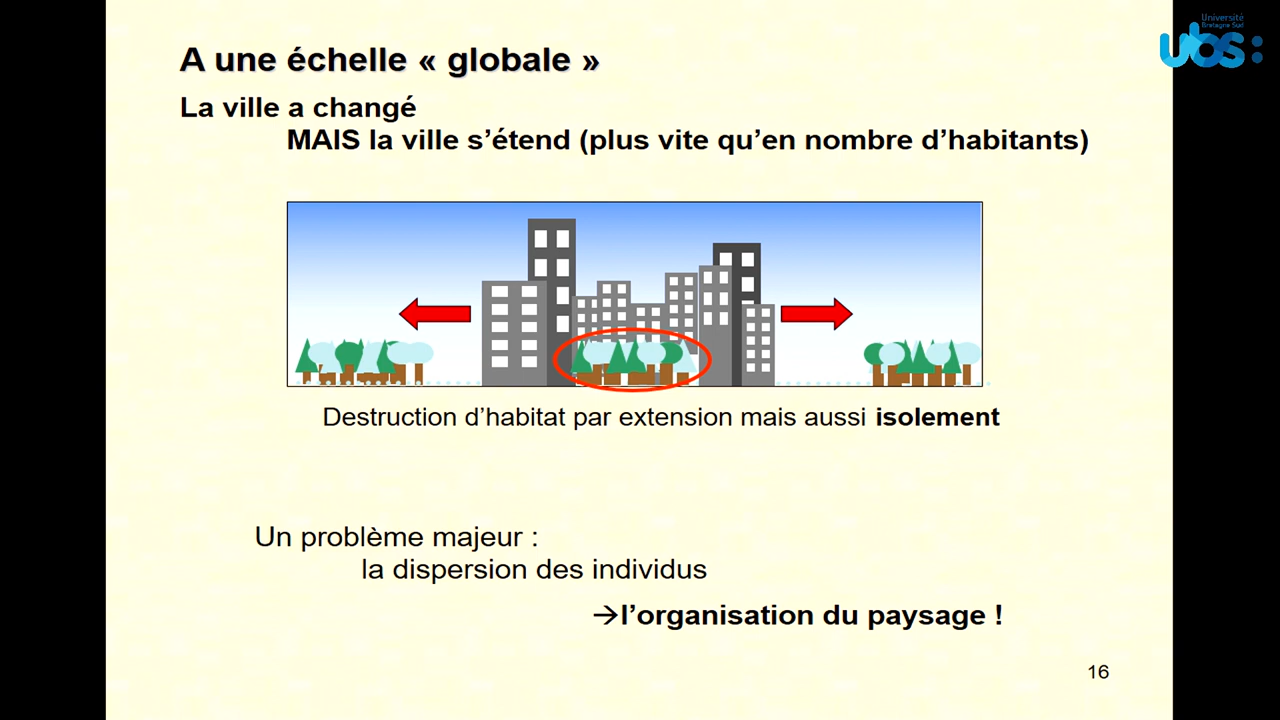 Université
Bretagne Sud
ubs:
A une échelle « globale »
La ville a changé
MAIS la ville s’étend (plus vite qu’en nombre d’habitants)
Destruction d’habitat par extension mais aussi isolement
Un problème majeur :
la dispersion des individus
→l’organisation du paysage !
16